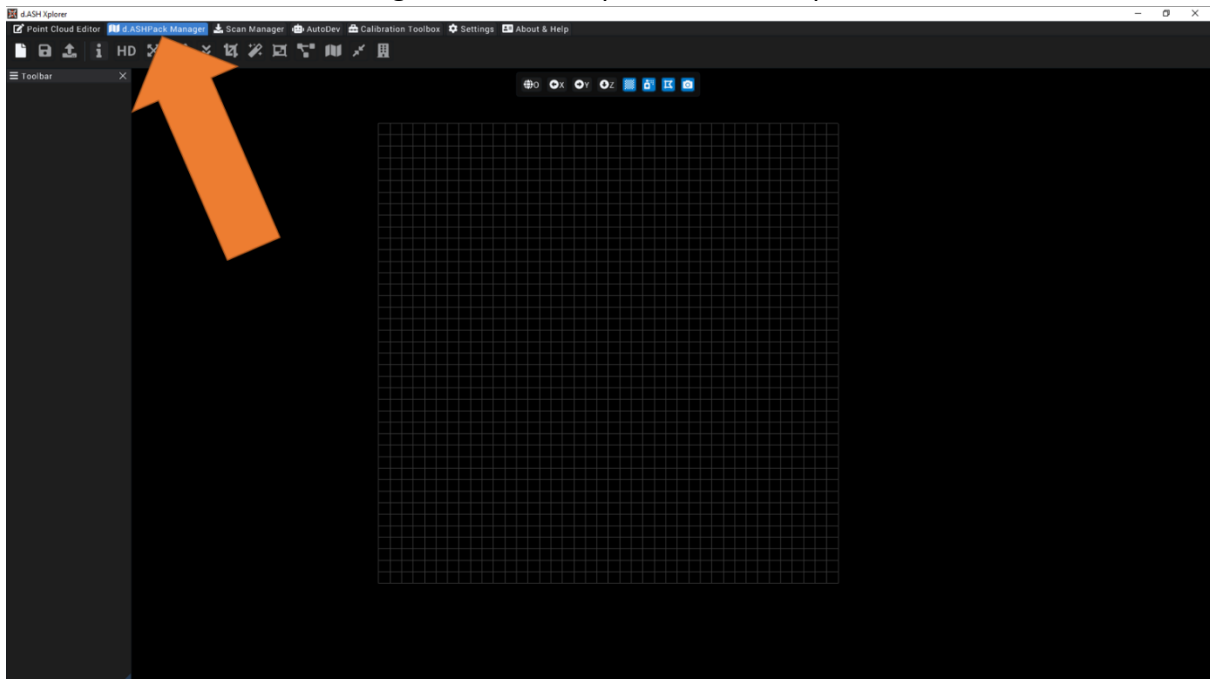 d.ASH Xplorer
Point Cloud Editor d.ASHPack Manager Scan Manager AutoDev Calibration Toolbox Settings About & Help
HD
Toolbar
O X Y Z